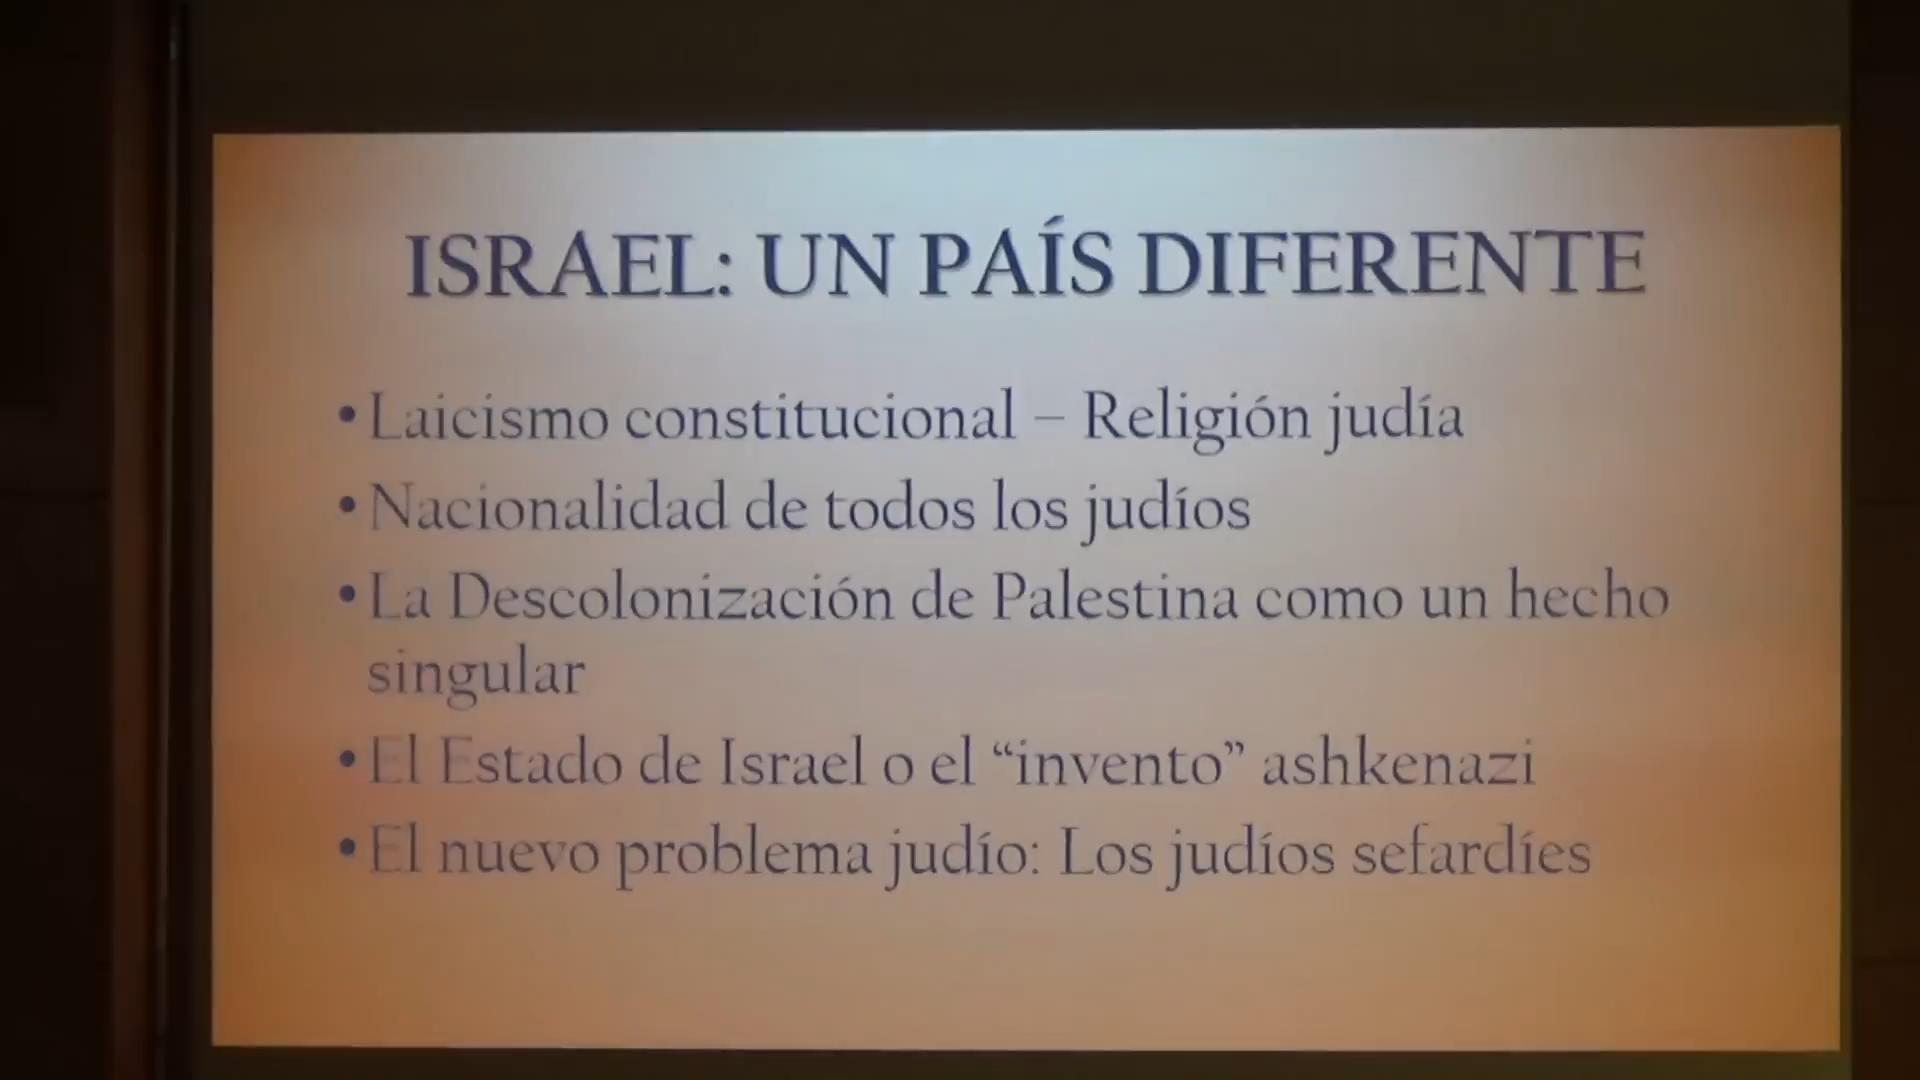 ISRAEL: UN PAÍS DIFERENTE
• Laicismo constitucional – Religión judía
• Nacionalidad de todos los judíos
• La Descolonización de Palestina como un hecho
singular
• El Estado de Israel o el “invento” ashkenazi
• El nuevo problema judío: Los judíos sefardíes